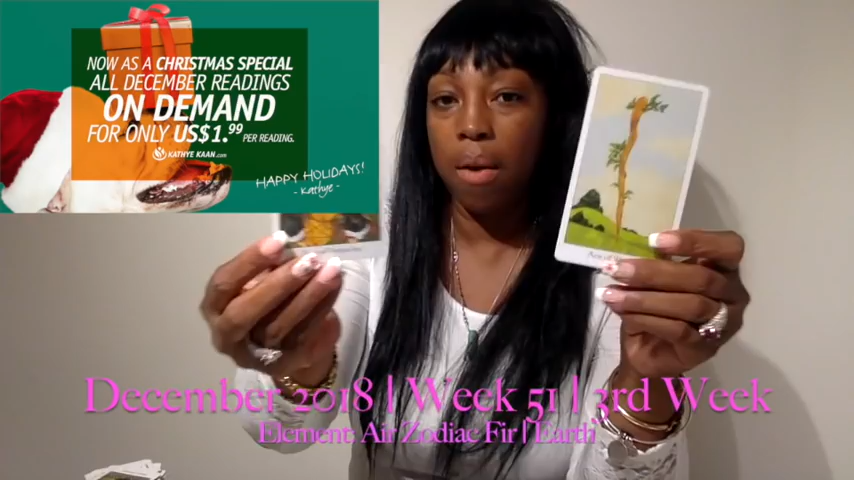 NOW AS A CHRISTMAS SPECIAL
ALL DECEMBER READINGS
ON DEMAND
FOR ONLY US$1.99 PER READING.
KATHYE KAAN.com
HAPPY HOLIDAYS!
- Kathye -
December 2018 | Week 51 | 3rd Week
Element: Air Zodiac Fir | Earth